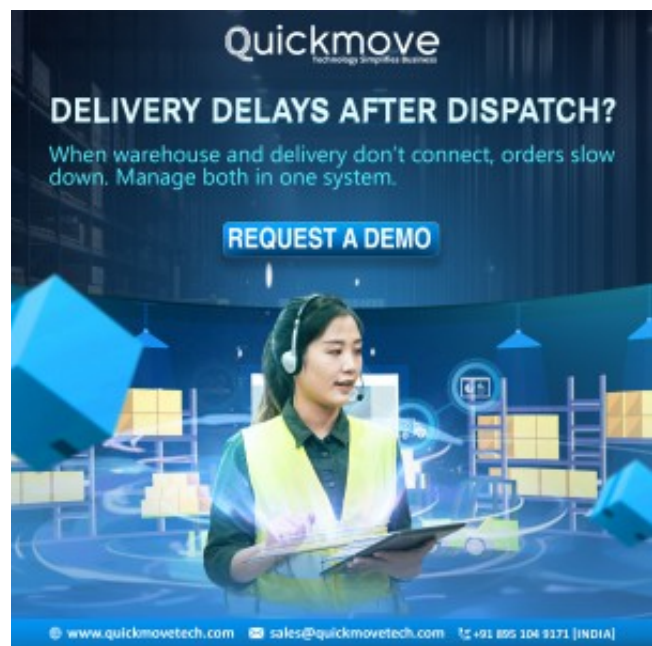 Quickmove
Technology Simplifies Business
DELIVERY DELAYS AFTER DISPATCH?
When warehouse and delivery don't connect, orders slow
down. Manage both in one system.
REQUEST A DEMO
www.quickmovetech.com sales@quickmovetech.com +91 895 104 9171 [INDIA]